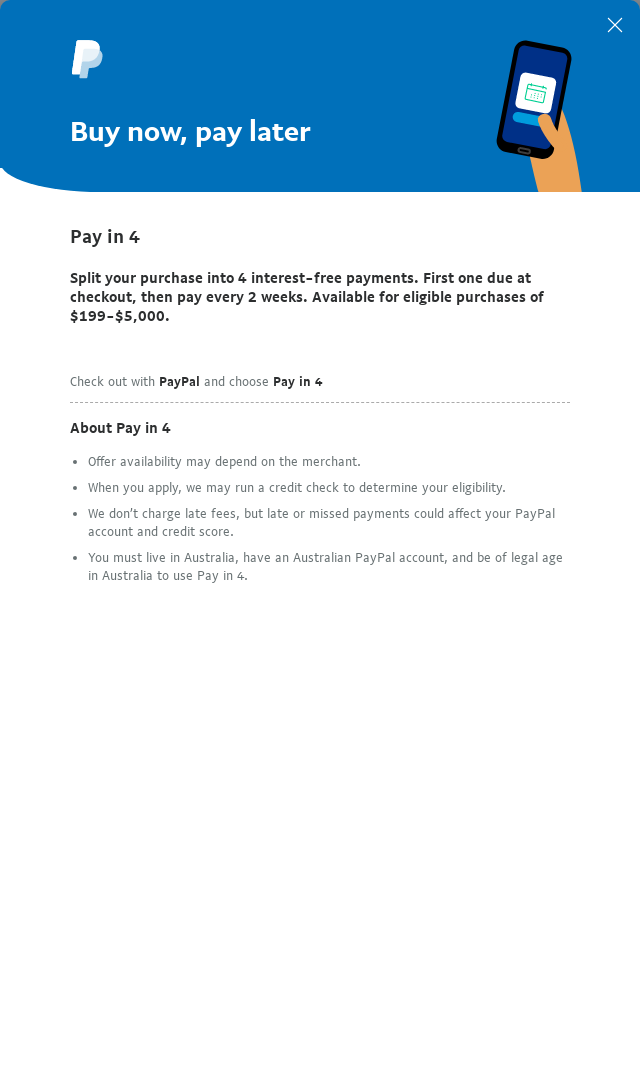 Buy now, pay later
Pay in 4
Split your purchase into 4 interest-free payments. First one due at
checkout, then pay every 2 weeks. Available for eligible purchases of
$199-$5,000.
Check out with PayPal and choose Pay in 4
About Pay in 4
• Offer availability may depend on the merchant.
• When you apply, we may run a credit check to determine your eligibility.
• We don’t charge late fees, but late or missed payments could affect your PayPal
account and credit score.
• You must live in Australia, have an Australian PayPal account, and be of legal age
in Australia to use Pay in 4.